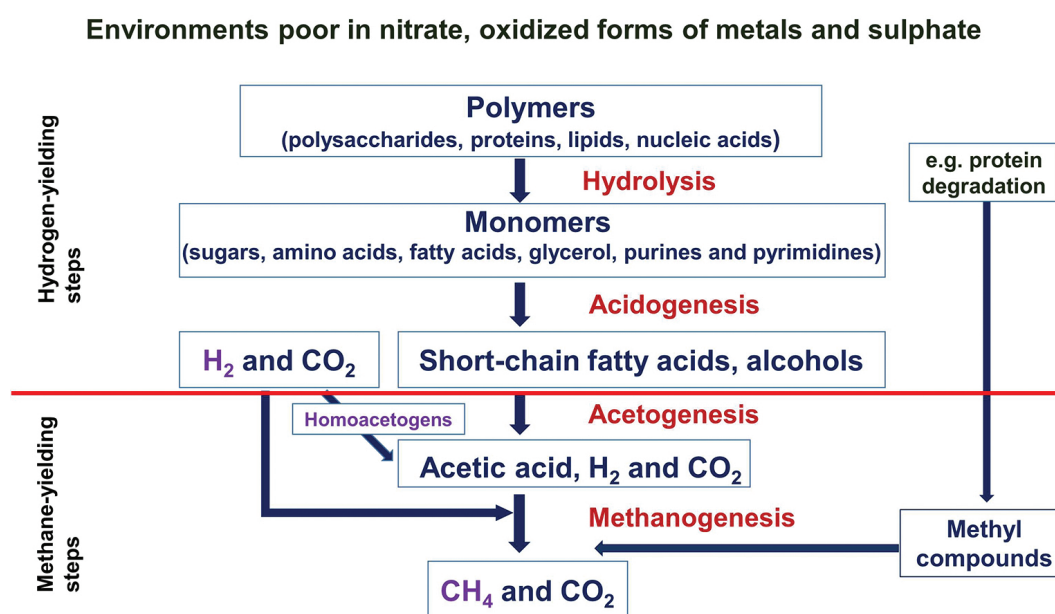 Environments poor in nitrate, oxidized forms of metals and sulphate
Hydrogen-yielding
steps
Polymers
(polysaccharides, proteins, lipids, nucleic acids)
e.g. protein
degradation
Hydrolysis
Monomers
(sugars, amino acids, fatty acids, glycerol, purines and pyrimidines)
Acidogenesis
H₂ and CO₂
Short-chain fatty acids, alcohols
Methane-yielding
steps
Homoacetogens
Acetogenesis
Acetic acid, H₂ and CO₂
Methanogenesis
Methyl
compounds
CH₄ and CO₂